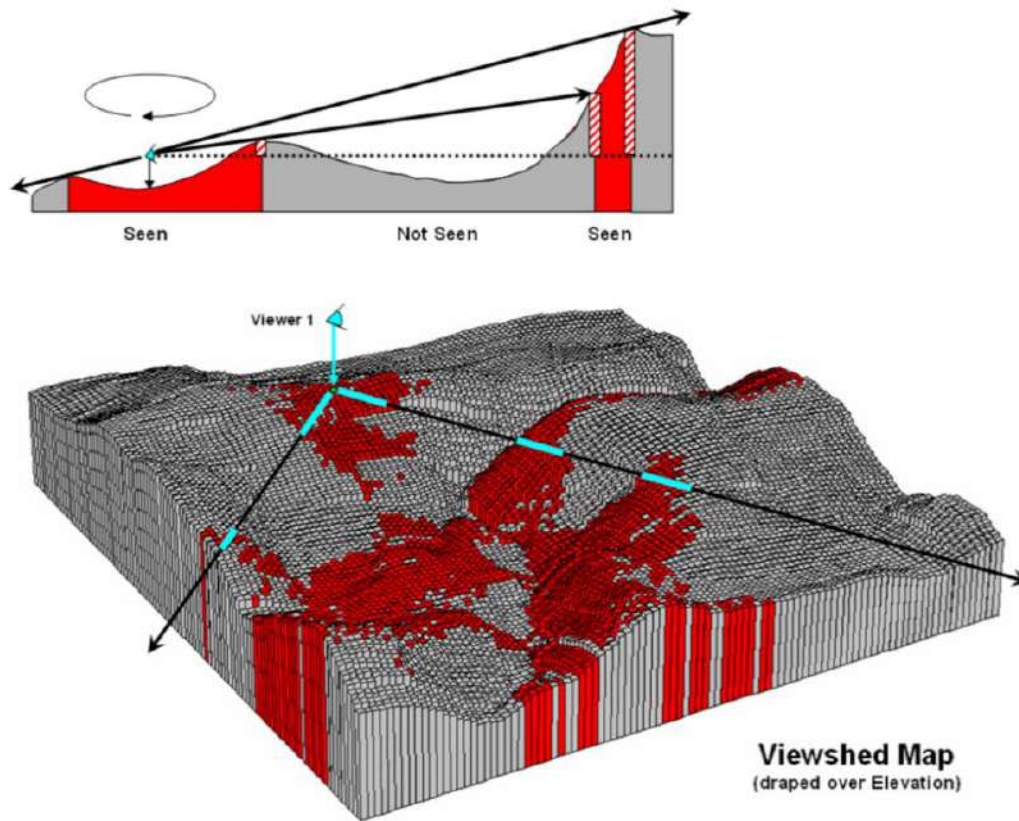 Seen
Not Seen
Seen
Viewer 1
Viewshed Map
(draped over Elevation)